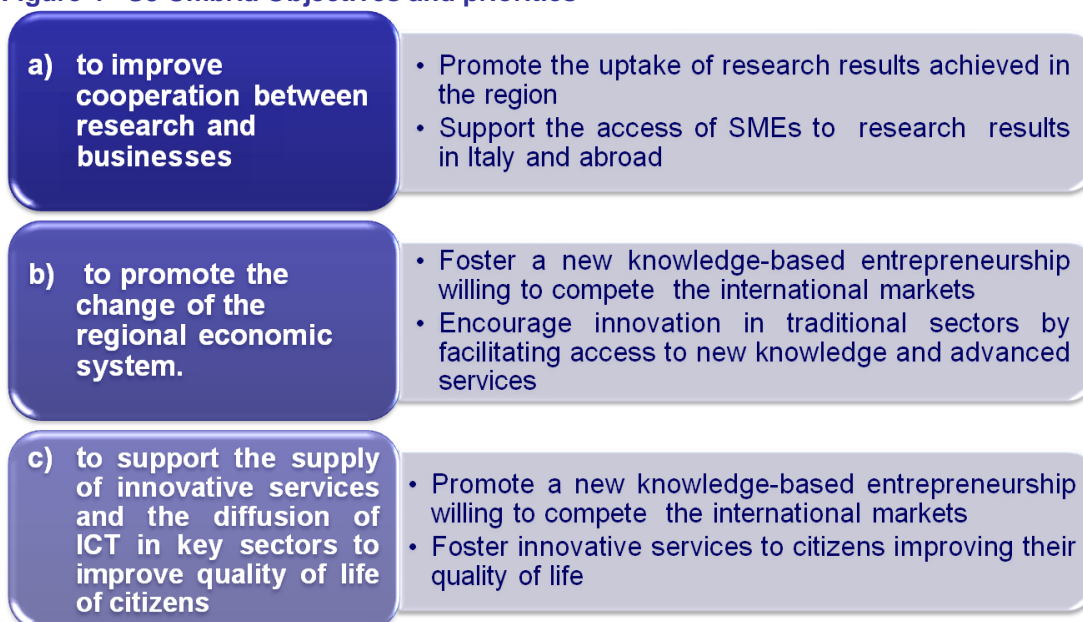 a) to improve
cooperation between
research and
businesses
• Promote the uptake of research results achieved in
the region
• Support the access of SMEs to research results
in Italy and abroad
b) to promote the
change of the
regional economic
system.
• Foster a new knowledge-based entrepreneurship
willing to compete the international markets
• Encourage innovation in traditional sectors by
facilitating access to new knowledge and advanced
services
c) to support the supply
of innovative services
and the diffusion of
ICT in key sectors to
improve quality of life
of citizens
• Promote a new knowledge-based entrepreneurship
willing to compete the international markets
• Foster innovative services to citizens improving their
quality of life